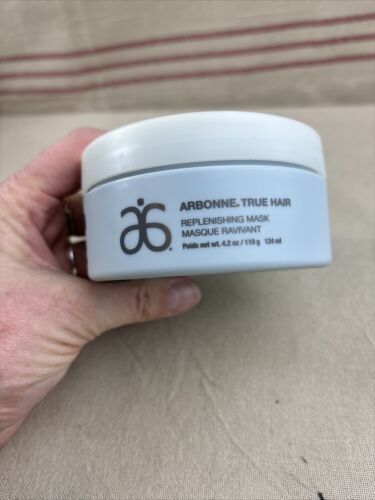 ARBONNE. TRUE HAIR
REPLENISHING MASK
MASQUE RAVIVANT
Poids net wt. 4.2 oz / 119 g 124 ml